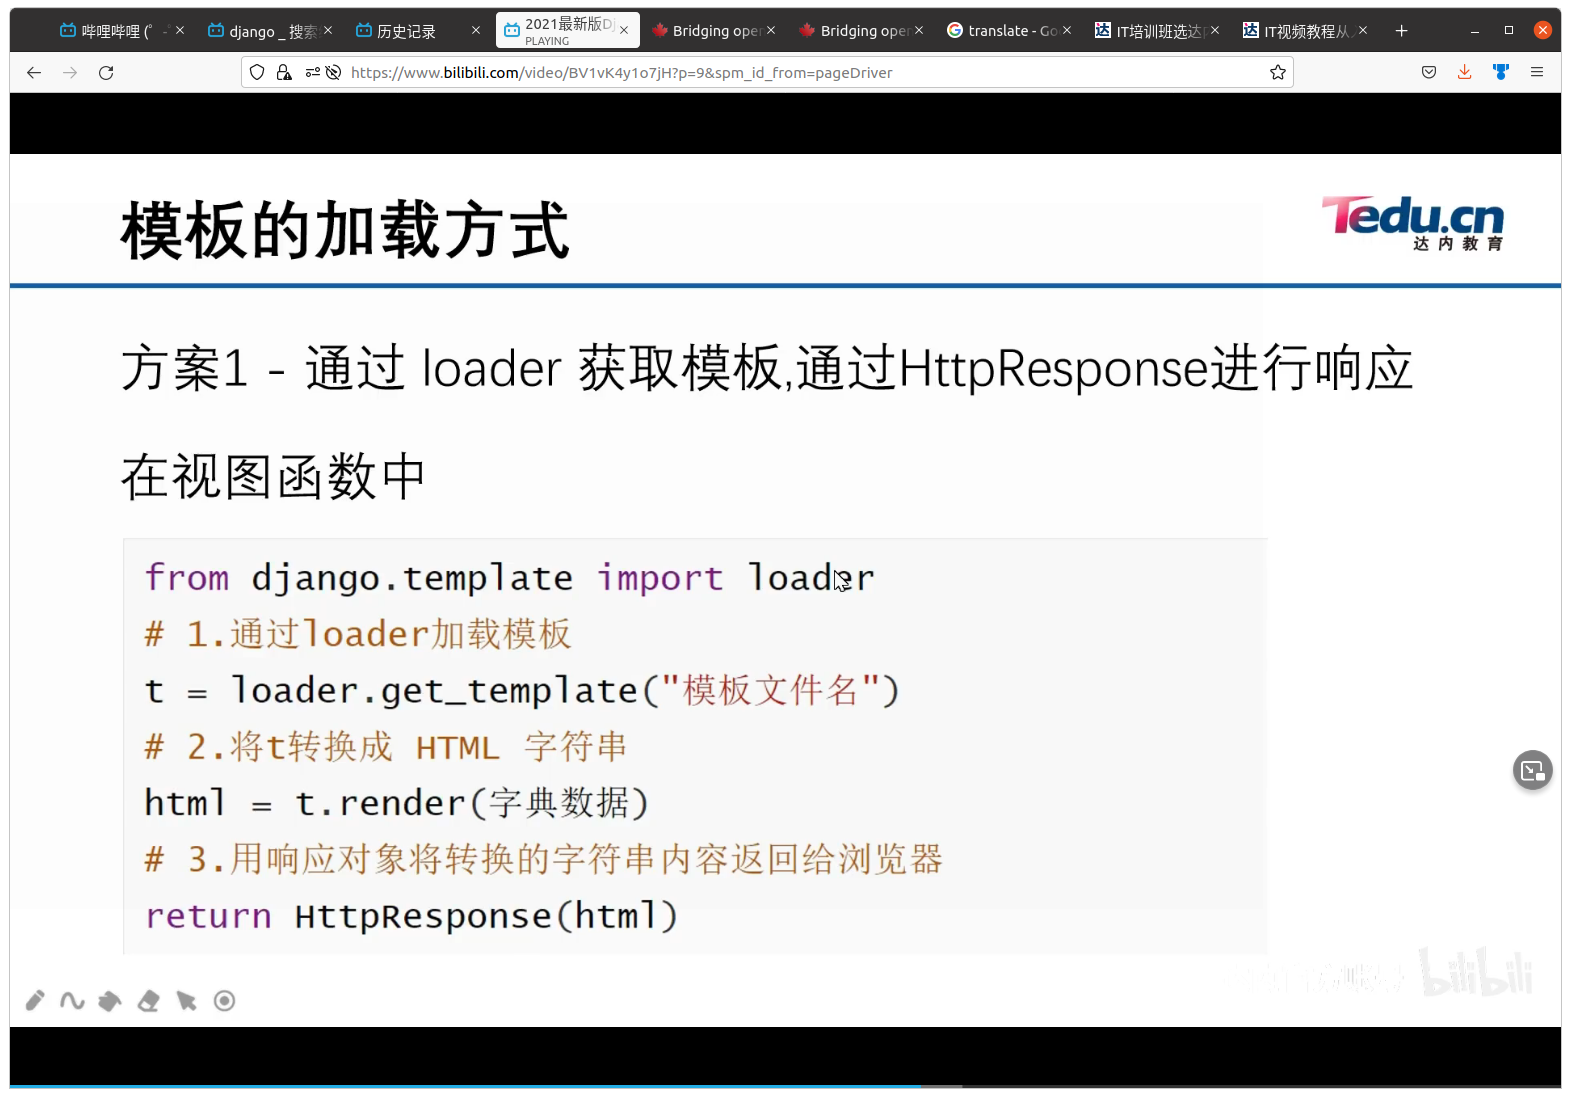 哔哩哔哩 (゜-
django _ 搜索
历史记录
2021最新版Dj
PLAYING
Bridging oper
Bridging oper
translate - Go
IT培训班选达
IT视频教程从
https://www.bilibili.com/video/BV1vK4y1o7jH?p=9&spm_id_from=pageDriver
模板的加载方式
Tedu.cn
达内教育
方案1 - 通过 loader 获取模板,通过HttpResponse进行响应
在视图函数中
from django.template import loader
# 1.通过loader加载模板
t = loader.get_template("模板文件名")
# 2.将t转换成 HTML 字符串
html = t.render(字典数据)
# 3.用响应对象将转换的字符串内容返回给浏览器
return HttpResponse(html)
bilibili